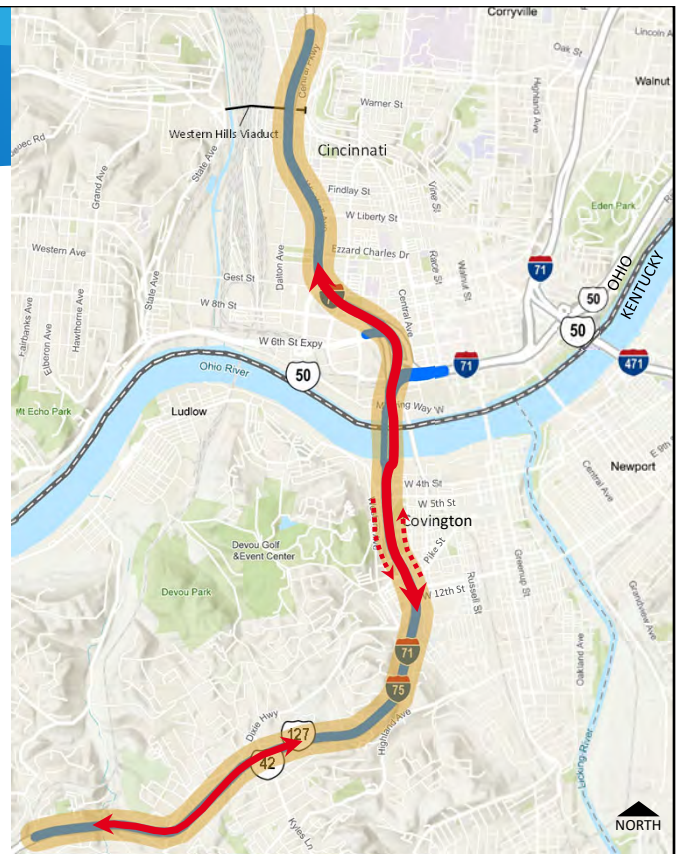 Corryville
Lincoln A
Oak St
Central Pkwy
Highland Ave
Walnut
Warner St
Western Hills Viaduct
State Ave
Cincinnati
Grand Ave
Findlay St
Vine St
Eden Park
W Liberty St
Western Ave
Ezzard Charles Dr
Dalton Ave
Race St
Walnut St
71
OHIO
KENTUCKY
Gest St
State Ave
50
W 8th St
Central Ave
Fairbanks Ave
Elberon Ave
Hawthorne Ave
W 6th St Expy
50
Ohio River
50
71
471
Mt Echo Park
Ludlow
W 4th St
Newport
E 9th
Central Ave
W 5th St
Covington
Devou Golf
& Event Center
Pike St
Greenup St
Devou Park
W 12th St
Russell St
Grandview Ave
71
Oakland Ave
75
Dixie Hwy
127
Highland Ave
42
Licking River
Kyles Ln
NORTH